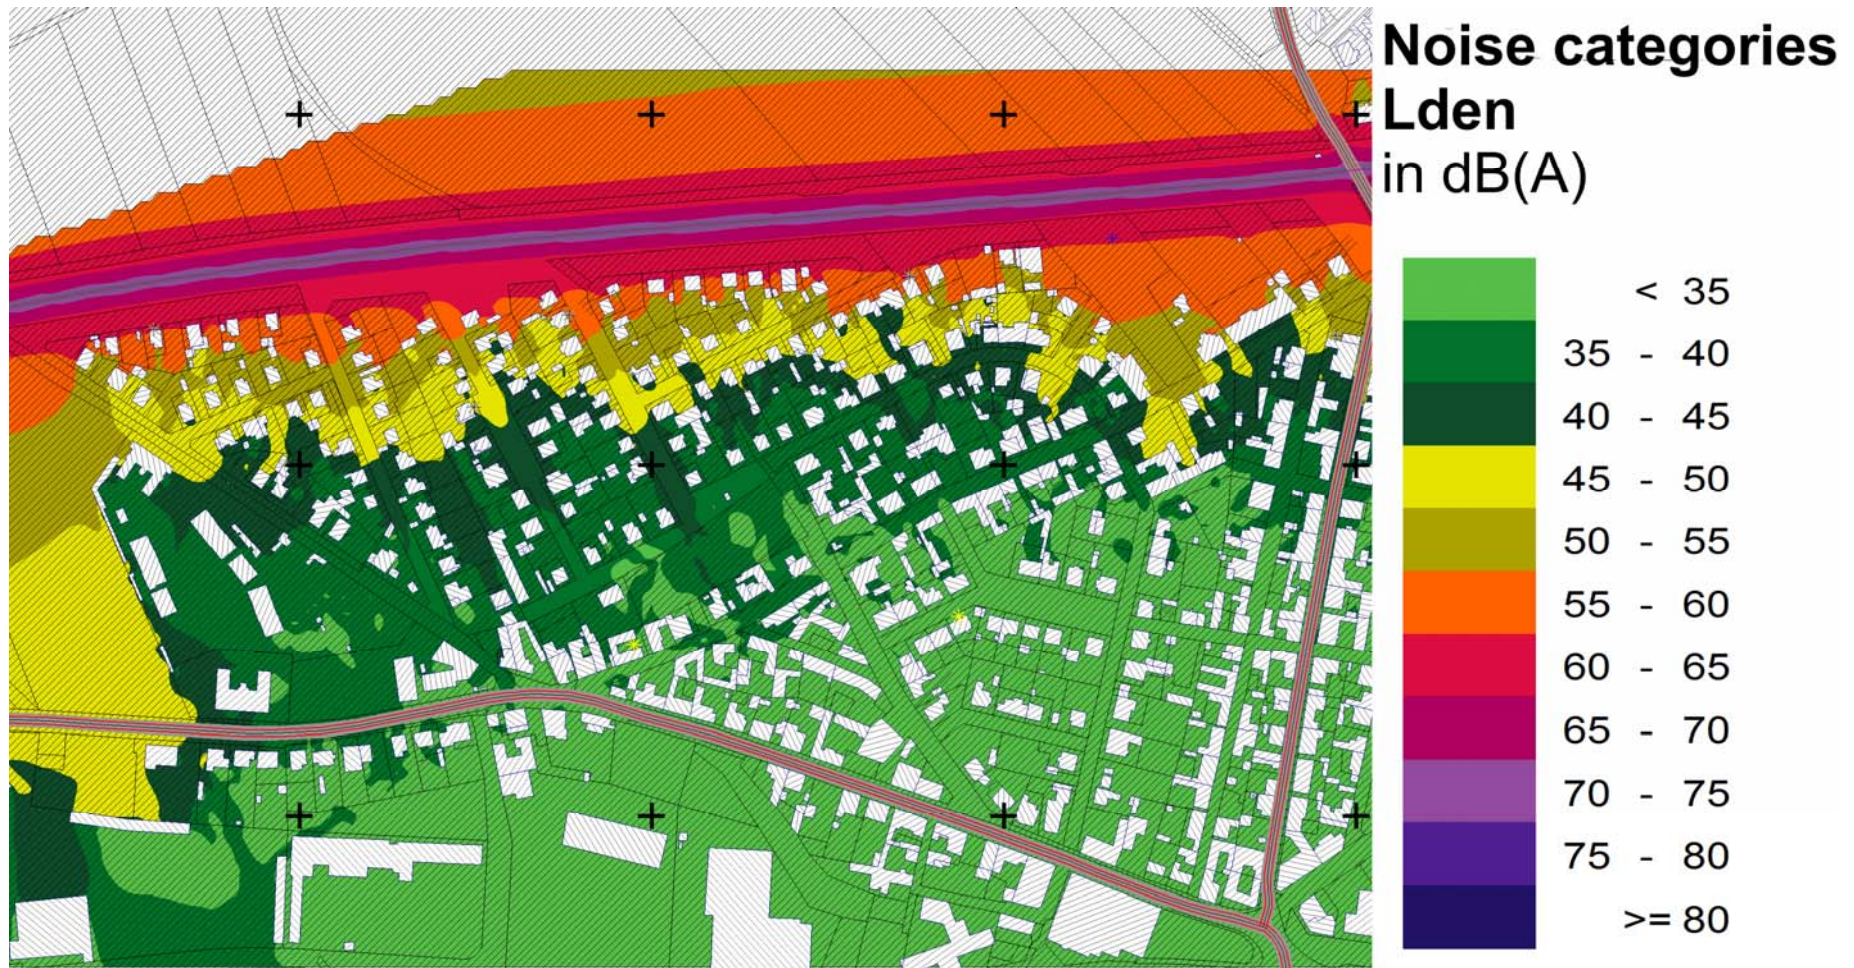 Noise categories
Lden
in dB(A)
< 35
35 - 40
40 - 45
45 - 50
50 - 55
55 - 60
60 - 65
65 - 70
70 - 75
75 - 80
>= 80